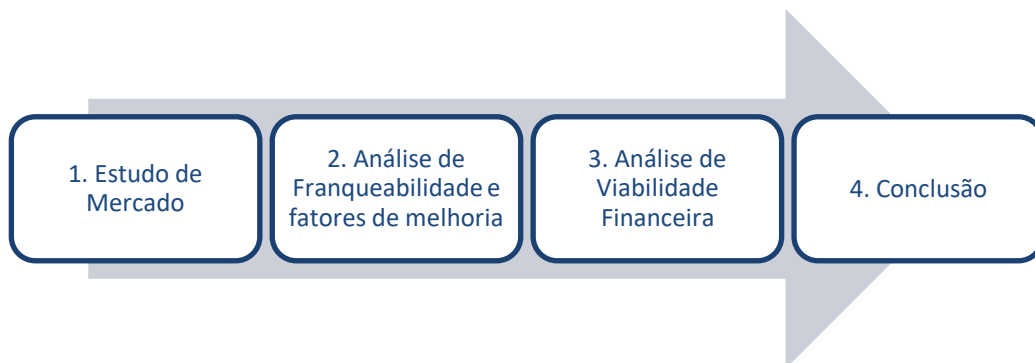 1. Estudo de
Mercado
2. Análise de
Franqueabilidade e
fatores de melhoria
3. Análise de
Viabilidade
Financeira
4. Conclusão